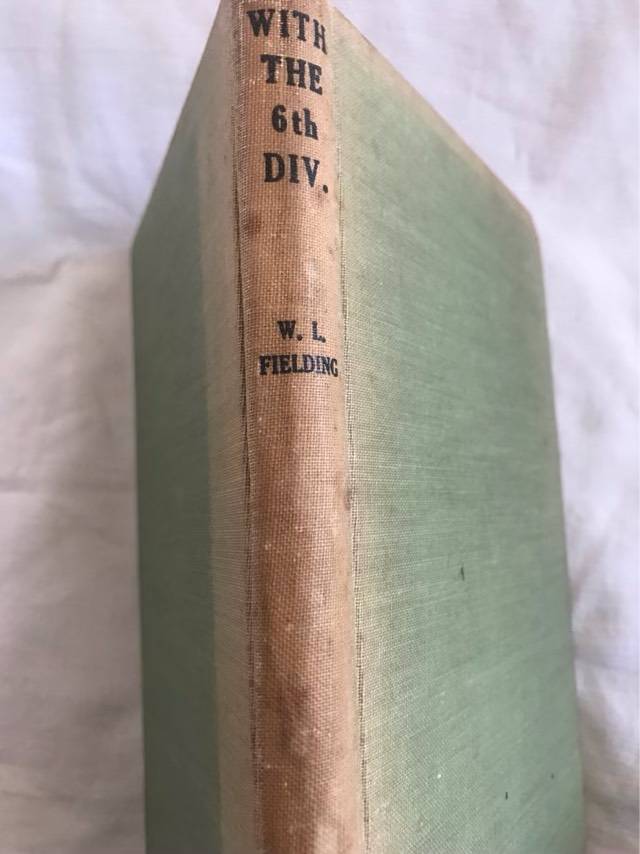 WITH
THE
6th
DIV.
W. L.
FIELDING